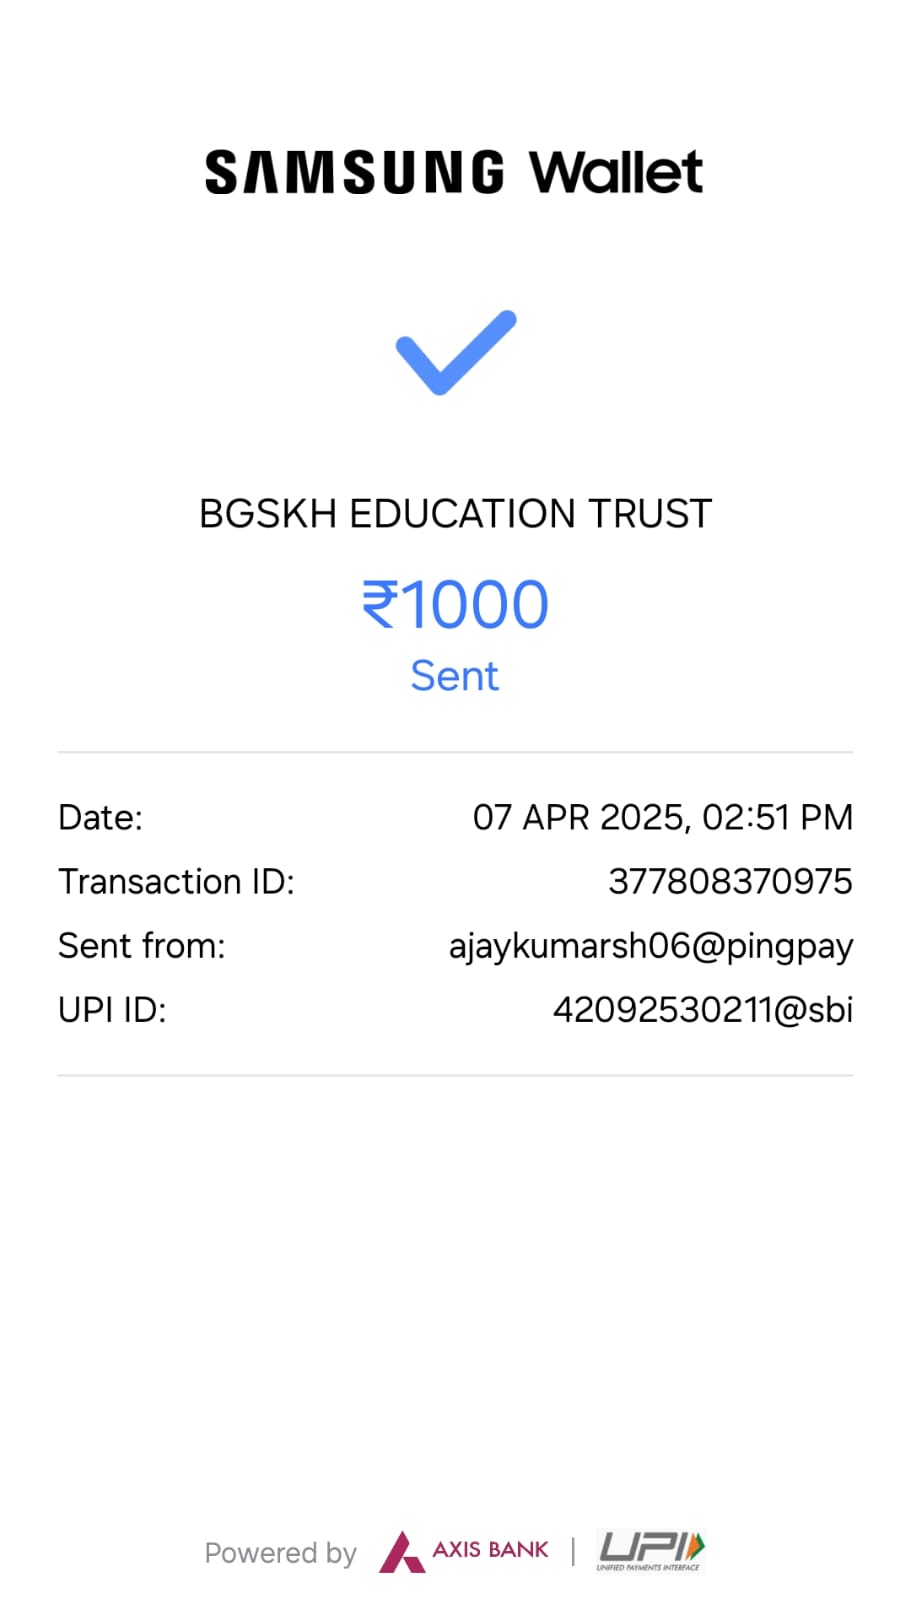 SAMSUNG Wallet
BGSKH EDUCATION TRUST
₹1000
Sent
Date: 07 APR 2025, 02:51 PM
Transaction ID: 377808370975
Sent from: ajaykumarsh06@pingpay
UPI ID: 42092530211@sbi
Powered by AXIS BANK | UPI
UNIFIED PAYMENTS INTERFACE